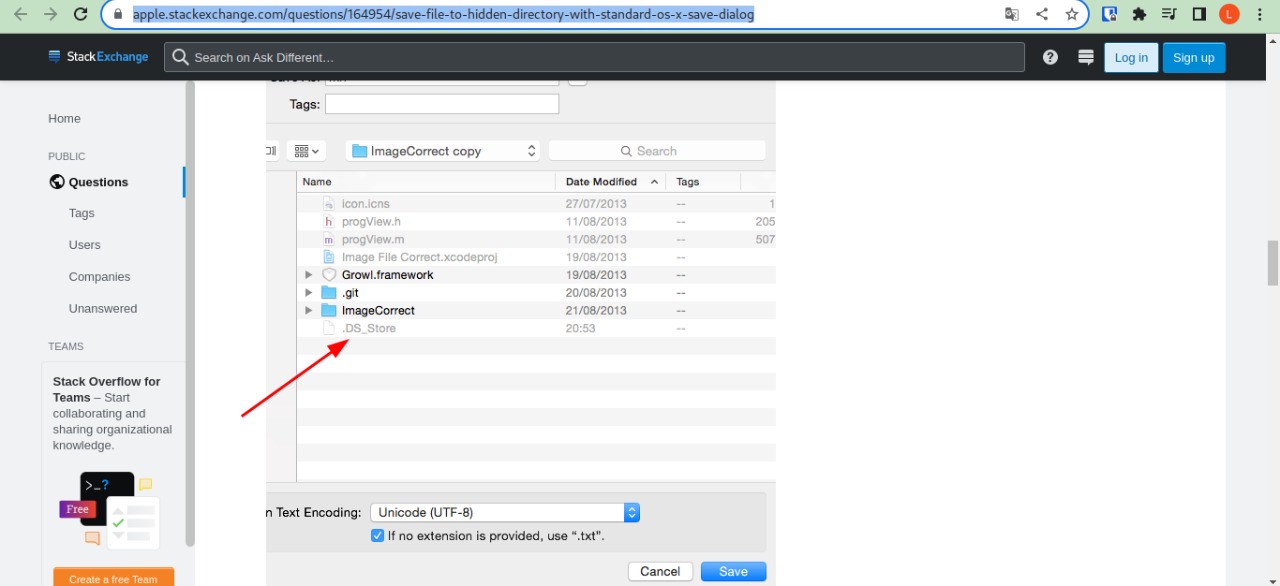 apple.stackexchange.com/questions/164954/save-file-to-hidden-directory-with-standard-os-x-save-dialog
L
StackExchange
Search on Ask Different…
Log in
Sign up
Home
PUBLIC
Questions
Tags
Users
Companies
Unanswered
TEAMS
Stack Overflow for
Teams – Start
collaborating and
sharing organizational
knowledge.
>_?
Free
Create a free Team
Tags:
ImageCorrect copy
Search
Name Date Modified Tags
icon.icns 27/07/2013 -- 1
h progView.h 11/08/2013 -- 205
m progView.m 11/08/2013 -- 507
Image File Correct.xcodeproj 19/08/2013 --
Growl.framework 19/08/2013 --
.git 20/08/2013 --
ImageCorrect 21/08/2013 --
.DS_Store 20:53 --
n Text Encoding: Unicode (UTF-8)
If no extension is provided, use “.txt”.
Cancel Save